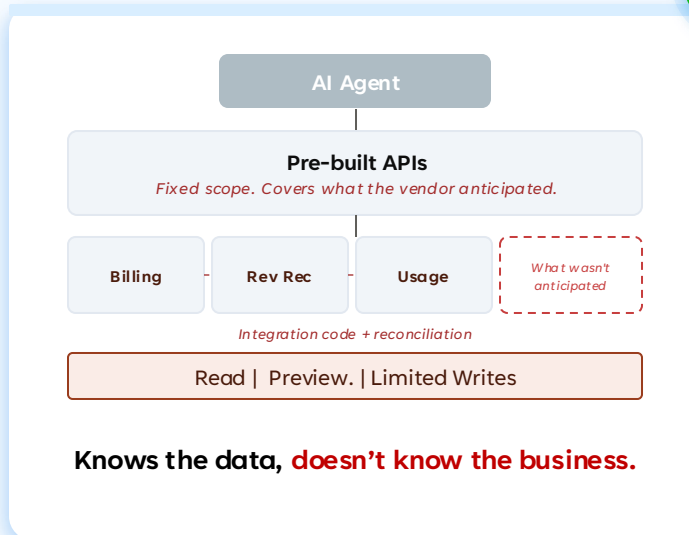 AI Agent
Pre-built APIs
Fixed scope. Covers what the vendor anticipated.
Billing
Rev Rec
Usage
What wasn't
anticipated
Integration code + reconciliation
Read | Preview. | Limited Writes
Knows the data, doesn’t know the business.